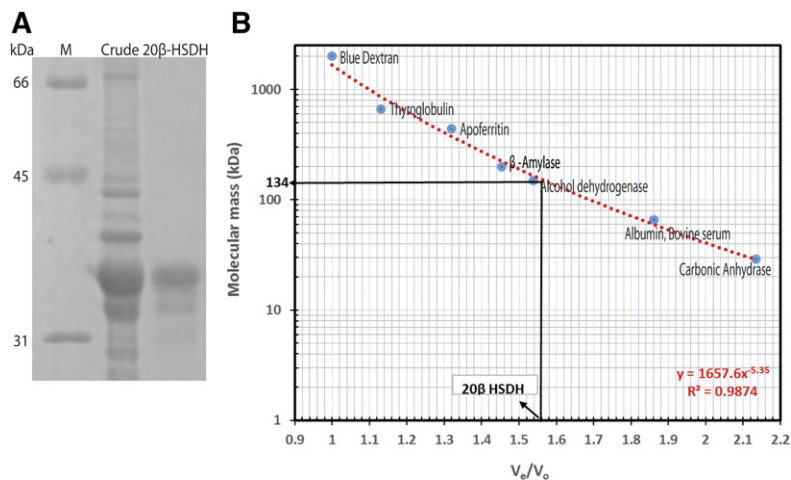 A
kDa M Crude 20β-HSDH
66
45
31
B
Molecular mass (kDa)
1000
134
100
10
1
Blue Dextran
Thyroglobulin
Apoferritin
β-Amylase
Alcohol dehydrogenase
Albumin, Bovine serum
Carbonic Anhydrase
20β HSDH
y = 1657.6x^-5.35
R² = 0.9874
0.9 1 1.1 1.2 1.3 1.4 1.5 1.6 1.7 1.8 1.9 2 2.1 2.2
Ve/Vo